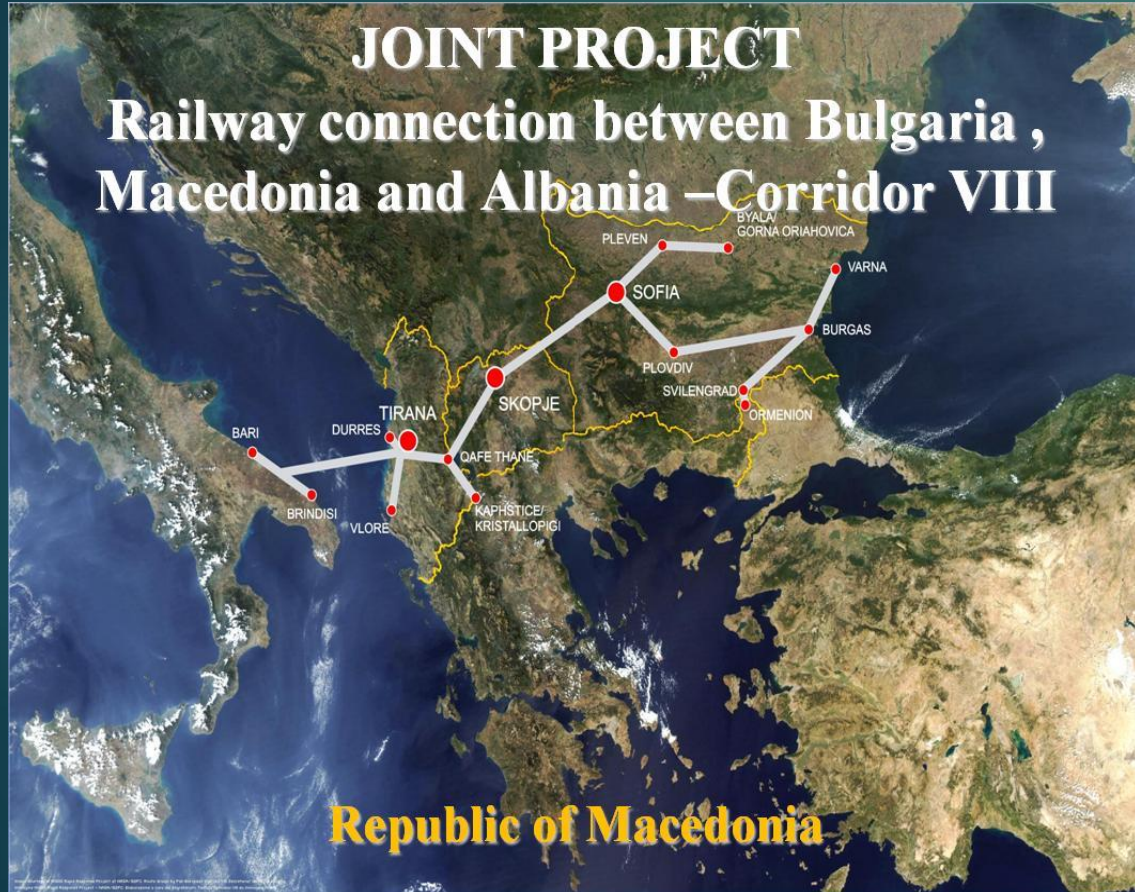 JOINT PROJECT
Railway connection between Bulgaria ,
Macedonia and Albania –Corridor VIII
BYALA/
GORNA ORIAHOVICA
PLEVEN
VARNA
SOFIA
BURGAS
PLOVDIV
SVILENGRAD
ORMENION
SKOPJE
TIRANA
DURRES
BARI
QAFE THANE
BRINDISI
VLORE
KAPHSTICE/
KRISTALLOPIGI
Republic of Macedonia